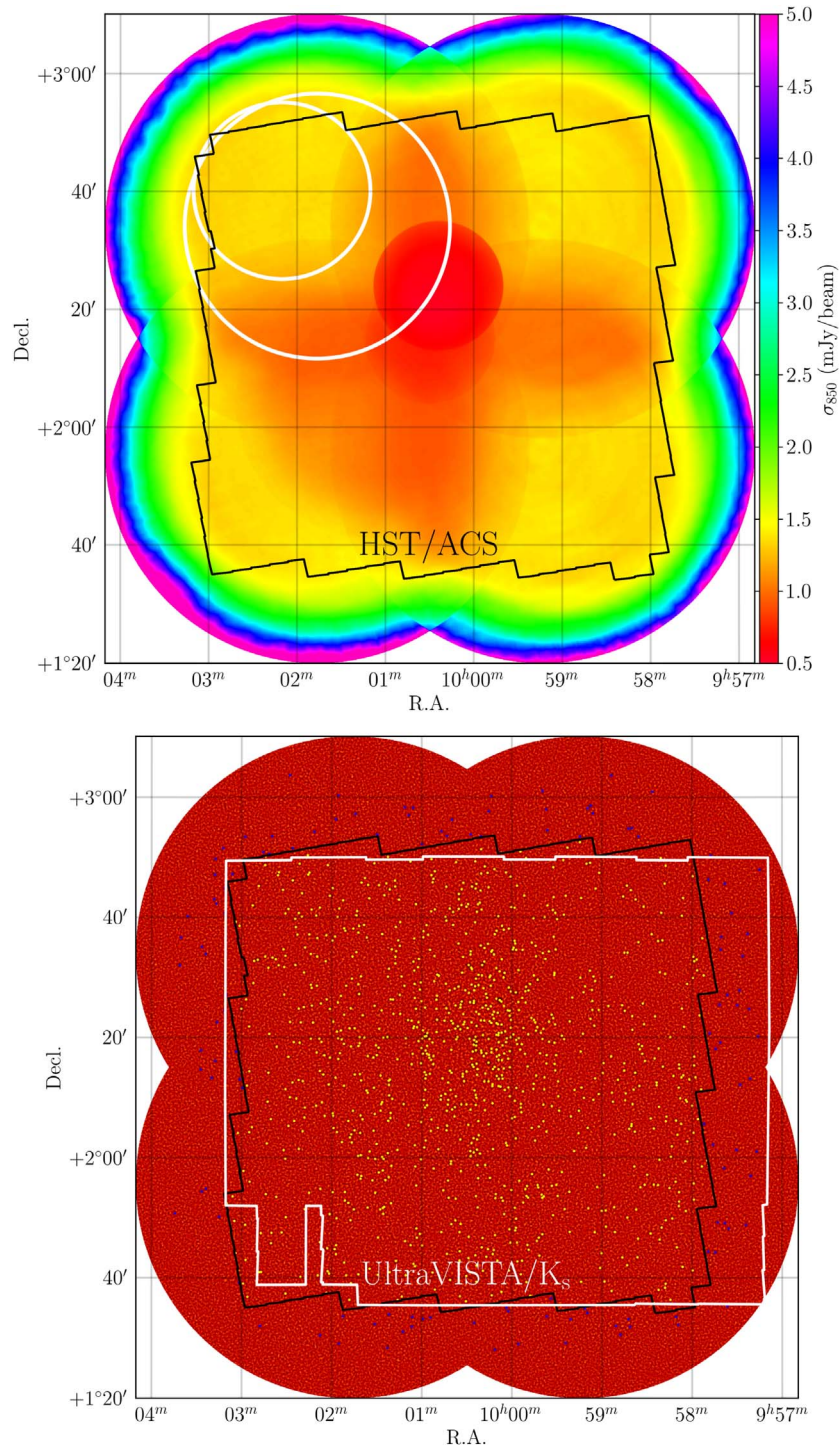 +3°00′
40′
20′
+2°00′
40′
+1°20′
Decl.
HST/ACS
04ᵐ 03ᵐ 02ᵐ 01ᵐ 10ʰ00ᵐ 59ᵐ 58ᵐ 9ʰ57ᵐ
R.A.
5.0
4.5
4.0
3.5
3.0
2.5
2.0
1.5
1.0
0.5
σ₈₅₀ (mJy/beam)
+3°00′
40′
20′
+2°00′
40′
+1°20′
Decl.
UltraVISTA/Kₛ
04ᵐ 03ᵐ 02ᵐ 01ᵐ 10ʰ00ᵐ 59ᵐ 58ᵐ 9ʰ57ᵐ
R.A.